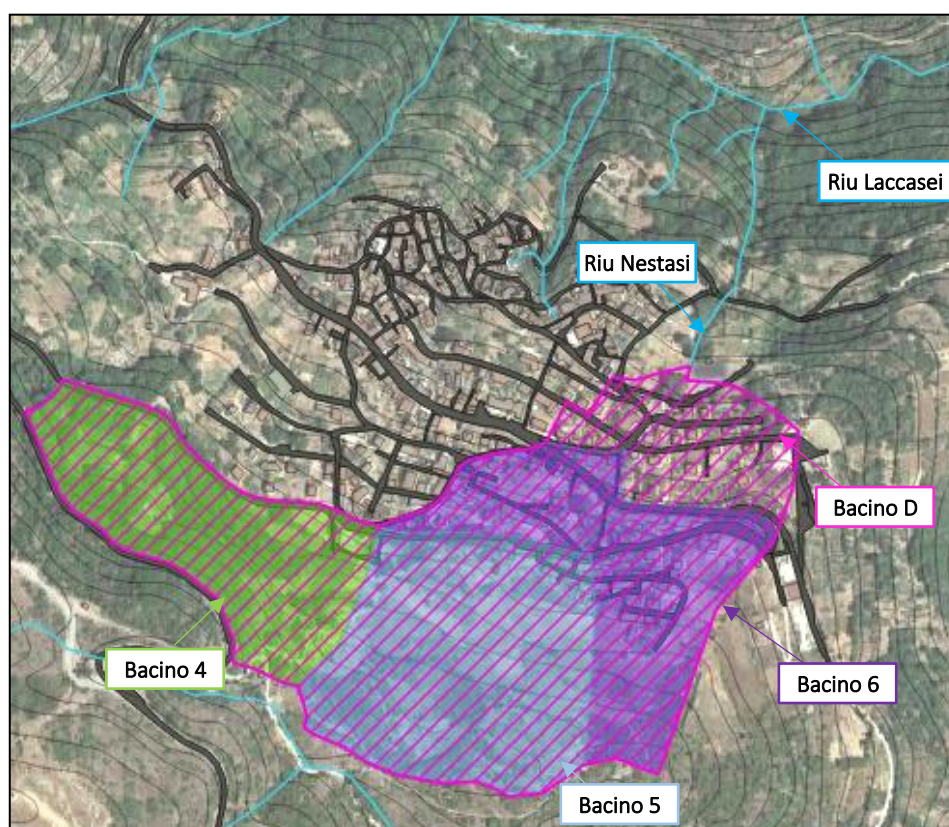 Riu Laccasei
Riu Nestasi
Bacino D
Bacino 4
Bacino 6
Bacino 5